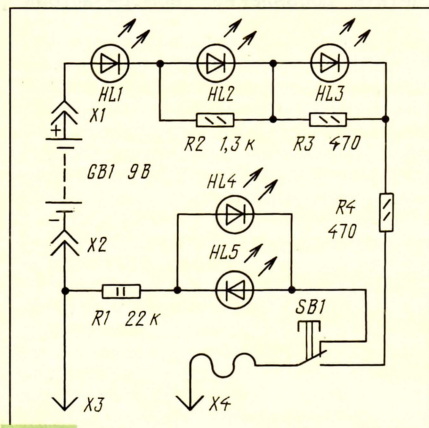 HL1 HL2 HL3
X1
R2 1,3 к R3 470
+
GB1 9В
HL4
-
R4
470
X2
HL5
R1 22 к
SB1
X3 X4